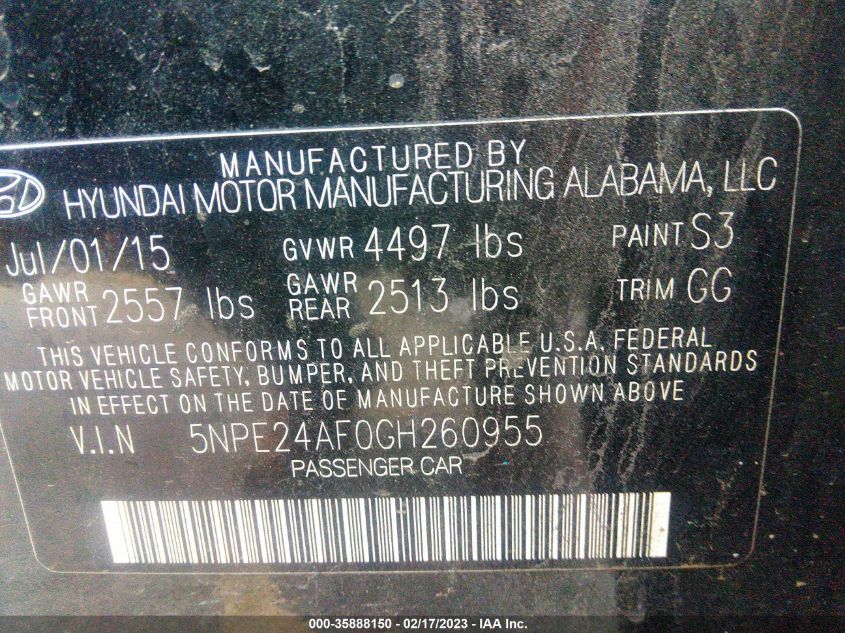 MANUFACTURED BY
HYUNDAI MOTOR MANUFACTURING ALABAMA, LLC
Jul/01/15 GVWR 4497 lbs PAINT S3
GAWR FRONT 2557 lbs GAWR REAR 2513 lbs TRIM GG
THIS VEHICLE CONFORMS TO ALL APPLICABLE U.S.A. FEDERAL
MOTOR VEHICLE SAFETY, BUMPER, AND THEFT PREVENTION STANDARDS
IN EFFECT ON THE DATE OF MANUFACTURE SHOWN ABOVE
V.I.N 5NPE24AF0GH260955
PASSENGER CAR
000-35888150 - 02/17/2023 - IAA Inc.